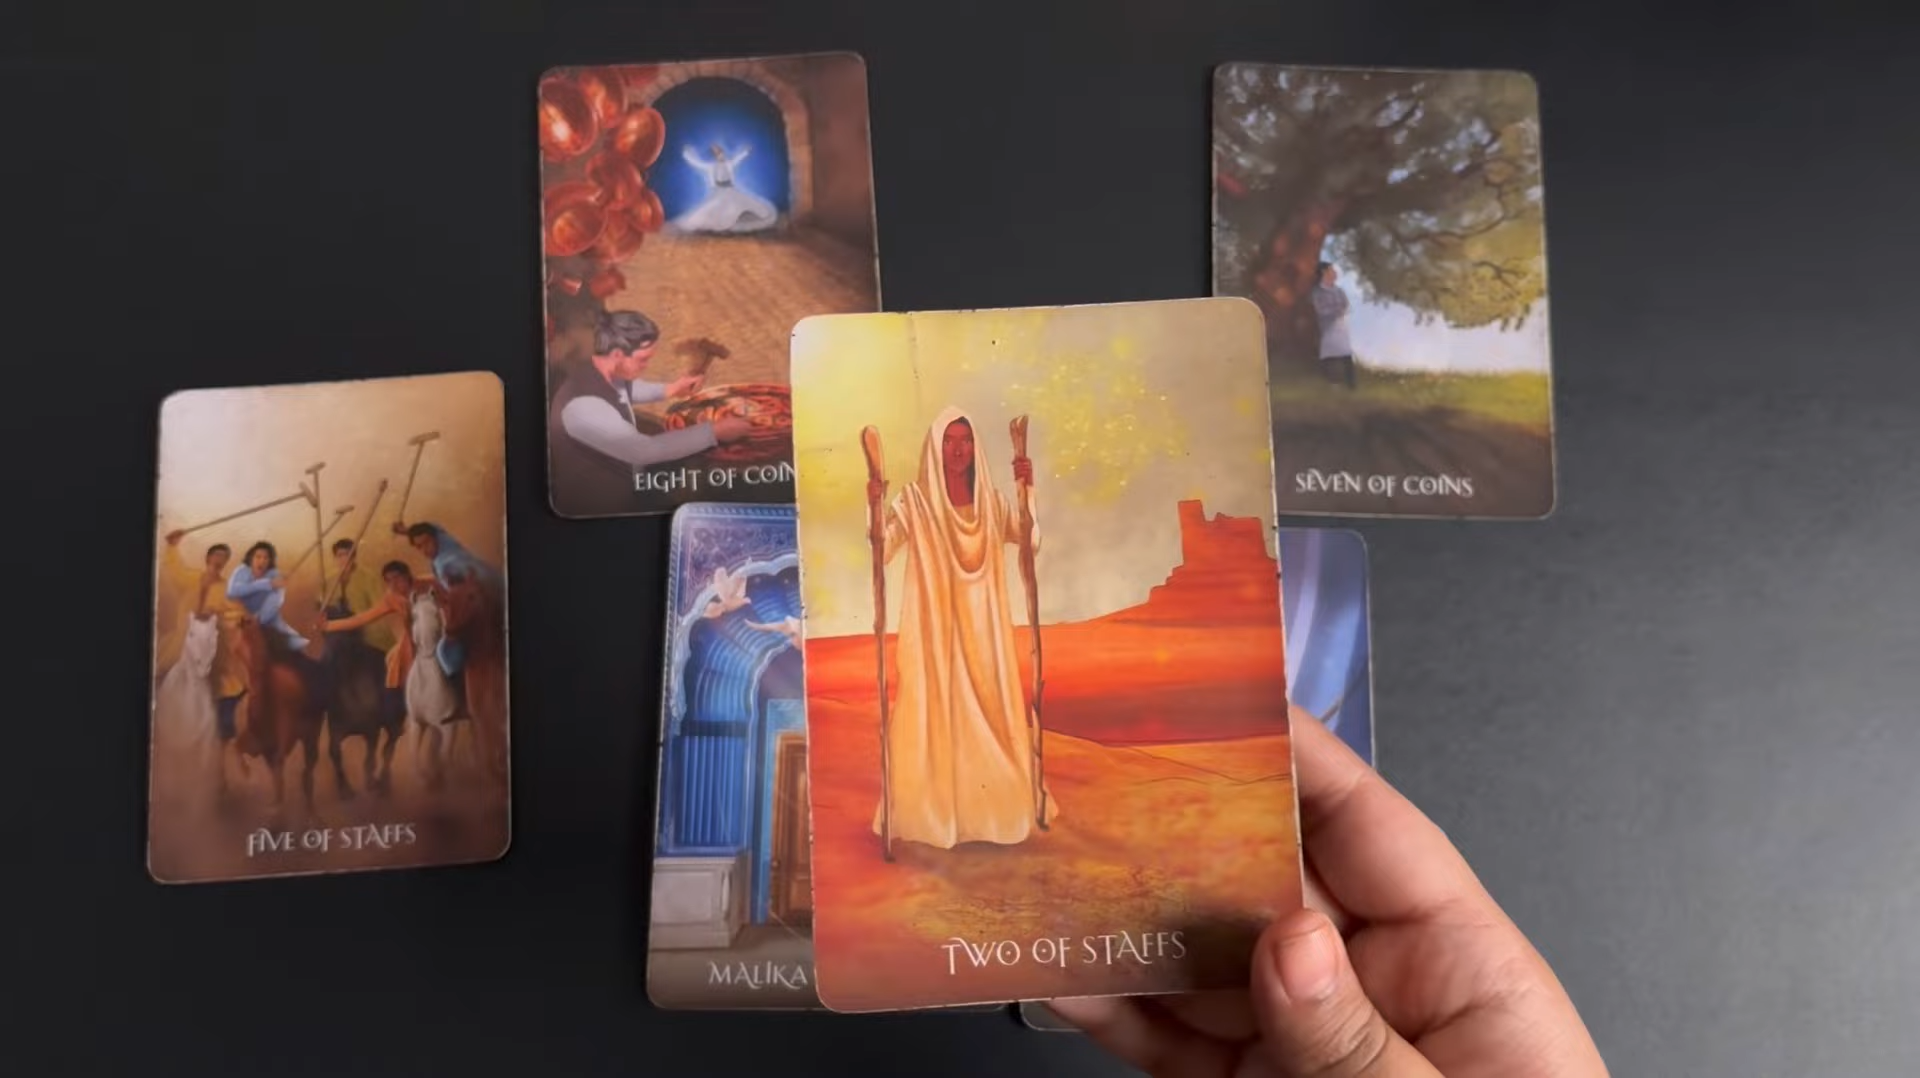 EIGHT OF COIN
SEVEN OF COINS
FIVE OF STAFFS
TWO OF STAFFS
MALIKA